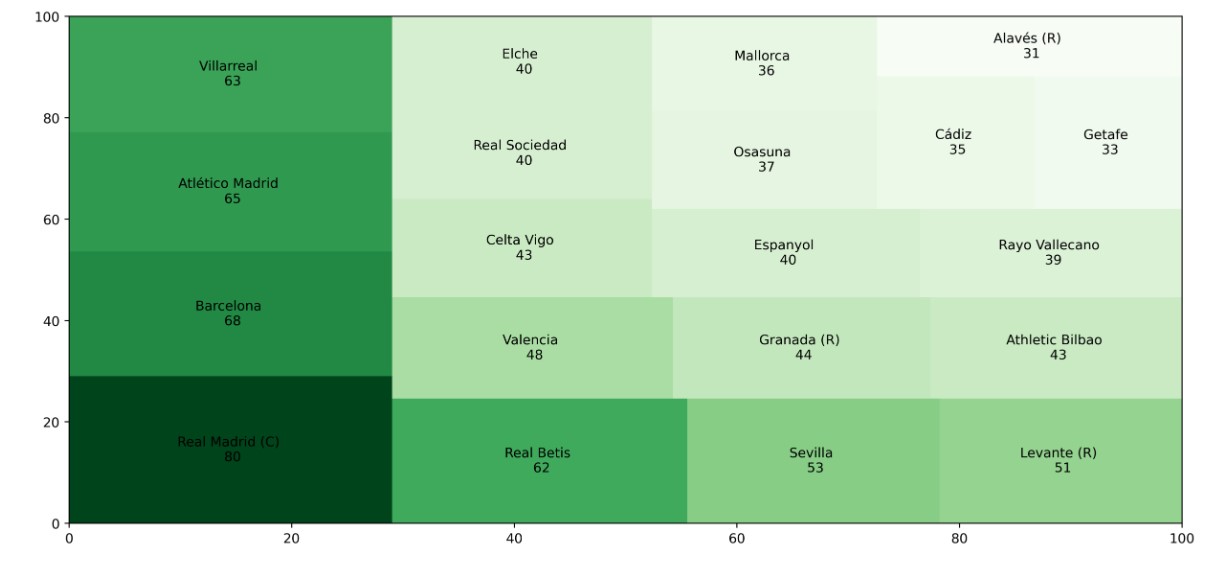 100
80
60
40
20
0
0
20
40
60
80
100
Villarreal
63
Atlético Madrid
65
Barcelona
68
Real Madrid (C)
80
Elche
40
Real Sociedad
40
Celta Vigo
43
Valencia
48
Real Betis
62
Mallorca
36
Osasuna
37
Espanyol
40
Granada (R)
44
Sevilla
53
Alavés (R)
31
Cádiz
35
Getafe
33
Rayo Vallecano
39
Athletic Bilbao
43
Levante (R)
51